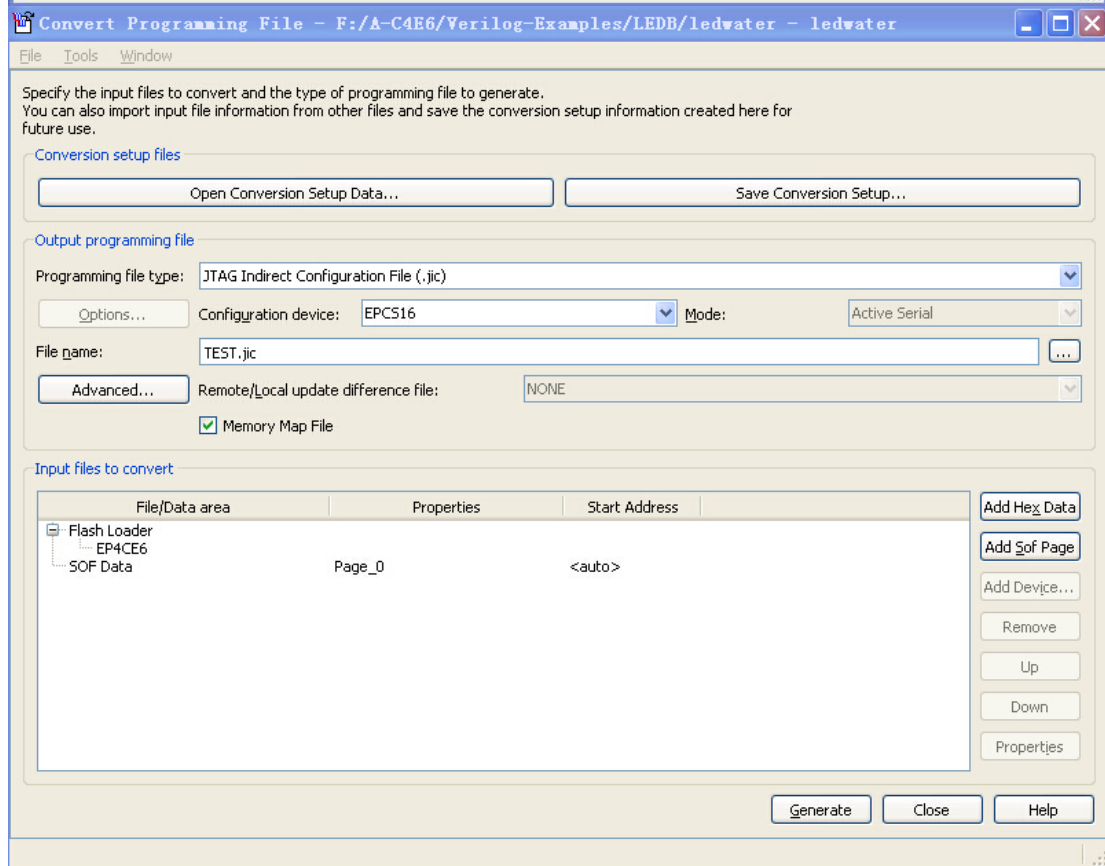 Convert Programming File - F:/A-C4E6/Verilog-Examples/LEDB/ledwater - ledwater
File Tools Window
Specify the input files to convert and the type of programming file to generate.
You can also import input file information from other files and save the conversion setup information created here for
future use.
Conversion setup files
Open Conversion Setup Data... Save Conversion Setup...
Output programming file
Programming file type: JTAG Indirect Configuration File (.jic)
Options... Configuration device: EPCS16 Mode: Active Serial
File name: TEST.jic ...
Advanced... Remote/Local update difference file: NONE
Memory Map File
Input files to convert
File/Data area Properties Start Address
Add Hex Data
Flash Loader
EP4CE6
Add Sof Page
SOF Data Page_0 <auto>
Add Device...
Remove
Up
Down
Properties
Generate Close Help